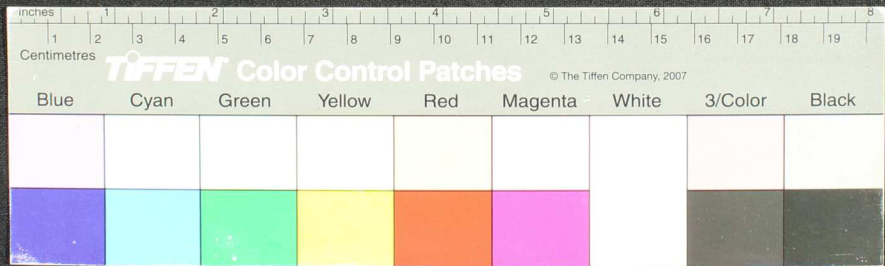 inches 1 2 3 4 5 6 7 8
1 2 3 4 5 6 7 8 9 10 11 12 13 14 15 16 17 18 19
Centimetres
TIFFEN Color Control Patches © The Tiffen Company, 2007
Blue Cyan Green Yellow Red Magenta White 3/Color Black